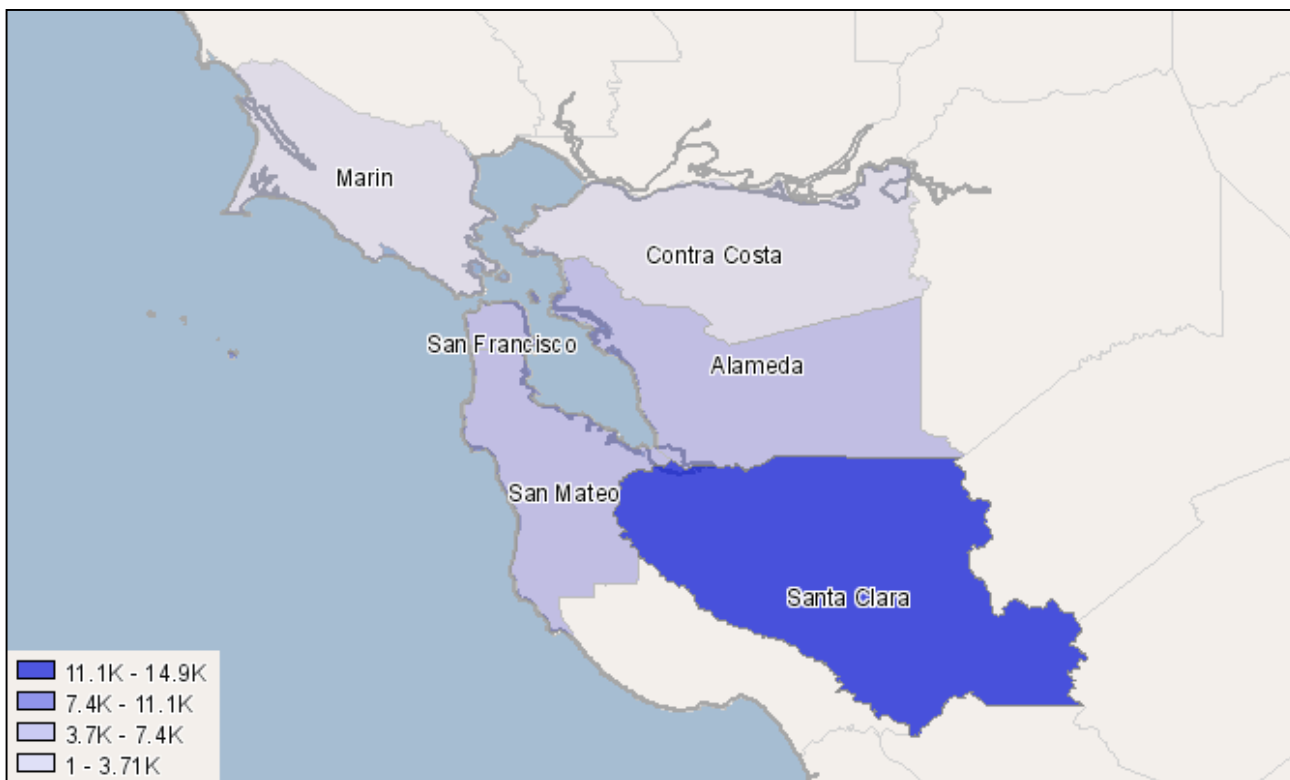 Marin
Contra Costa
San Francisco
Alameda
San Mateo
Santa Clara
11.1K - 14.9K
7.4K - 11.1K
3.7K - 7.4K
1 - 3.71K